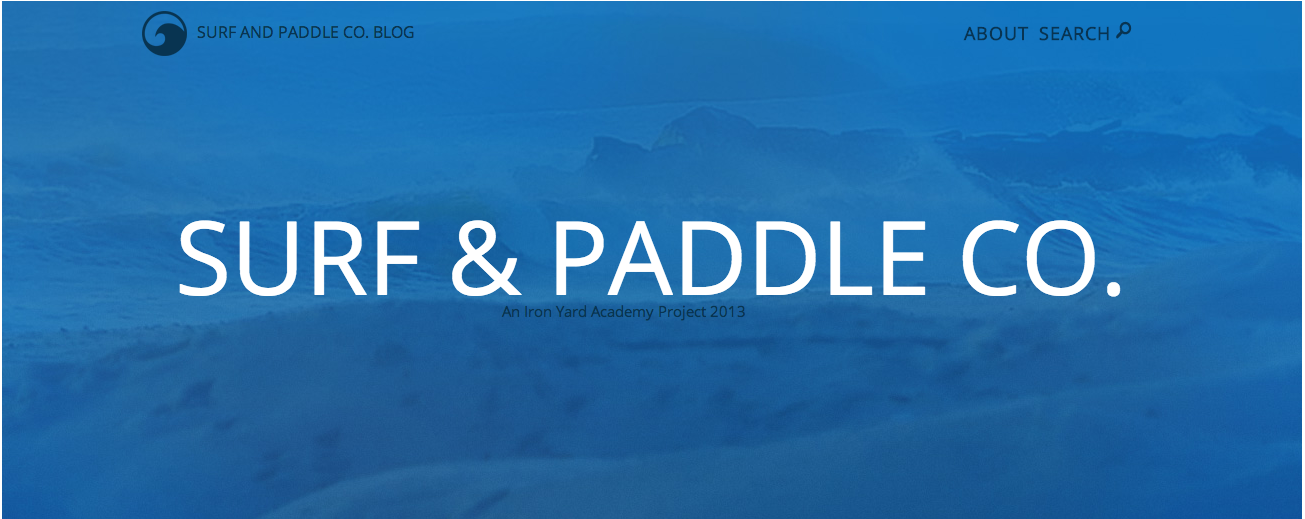 SURF AND PADDLE CO. BLOG
ABOUT SEARCH
SURF & PADDLE CO.
An Iron Yard Academy Project 2013